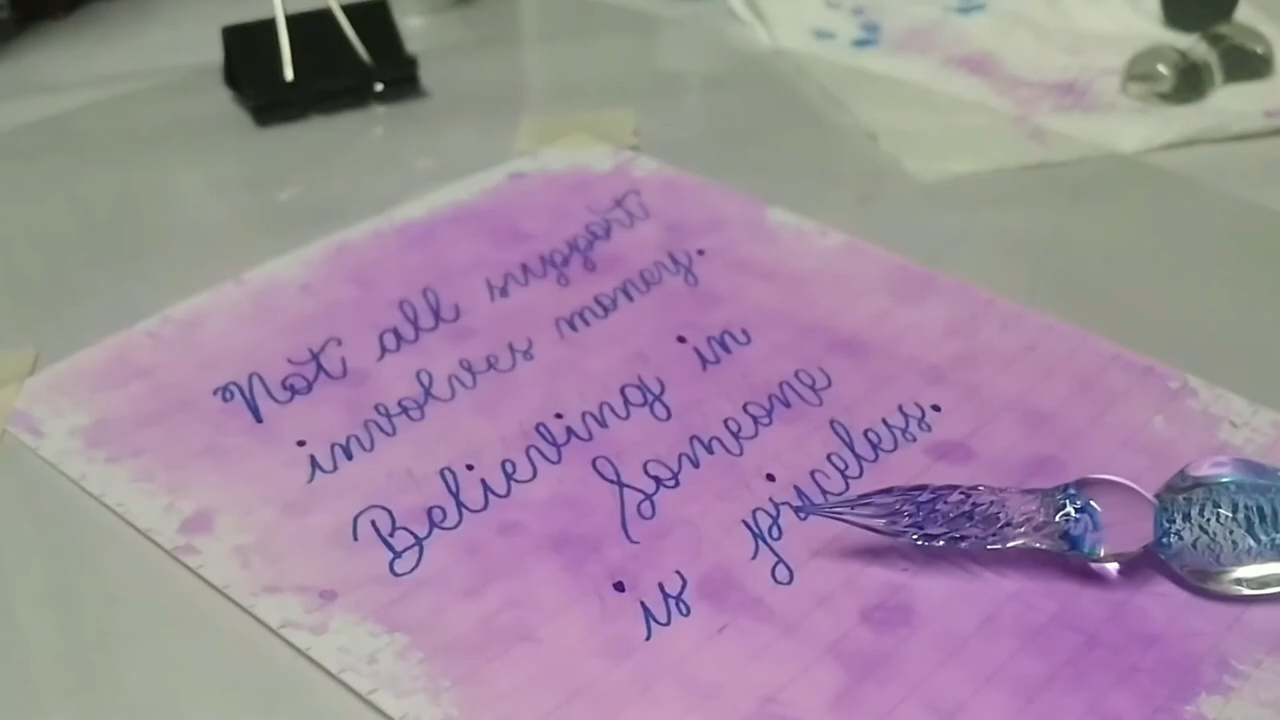 Not all support
involves money.
Believing in
Someone
is priceless.